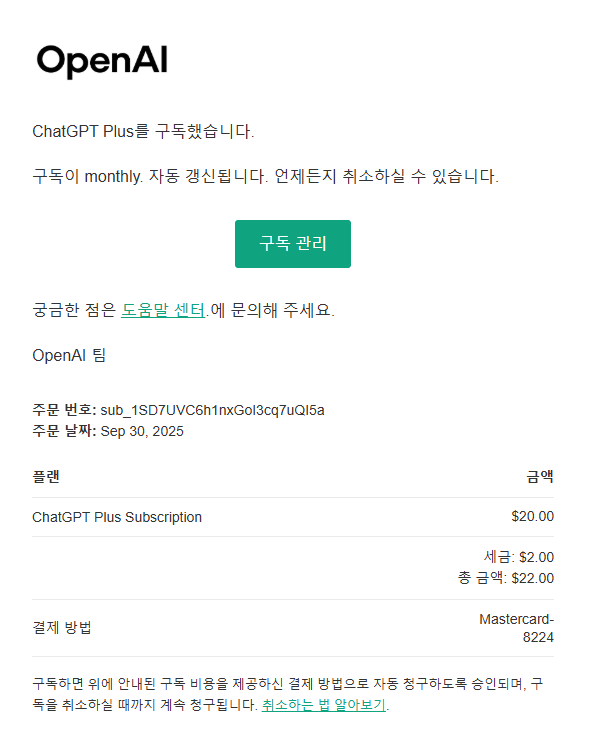 OpenAI
ChatGPT Plus를 구독했습니다.
구독이 monthly. 자동 갱신됩니다. 언제든지 취소하실 수 있습니다.
구독 관리
궁금한 점은 도움말 센터.에 문의해 주세요.
OpenAI 팀
주문 번호: sub_1SD7UVC6h1nxGoI3cq7uQI5a
주문 날짜: Sep 30, 2025
플랜 금액
ChatGPT Plus Subscription $20.00
세금: $2.00
총 금액: $22.00
결제 방법 Mastercard-
8224
구독하면 위에 안내된 구독 비용을 제공하신 결제 방법으로 자동 청구하도록 승인되며, 구
독을 취소하실 때까지 계속 청구됩니다. 취소하는 법 알아보기.